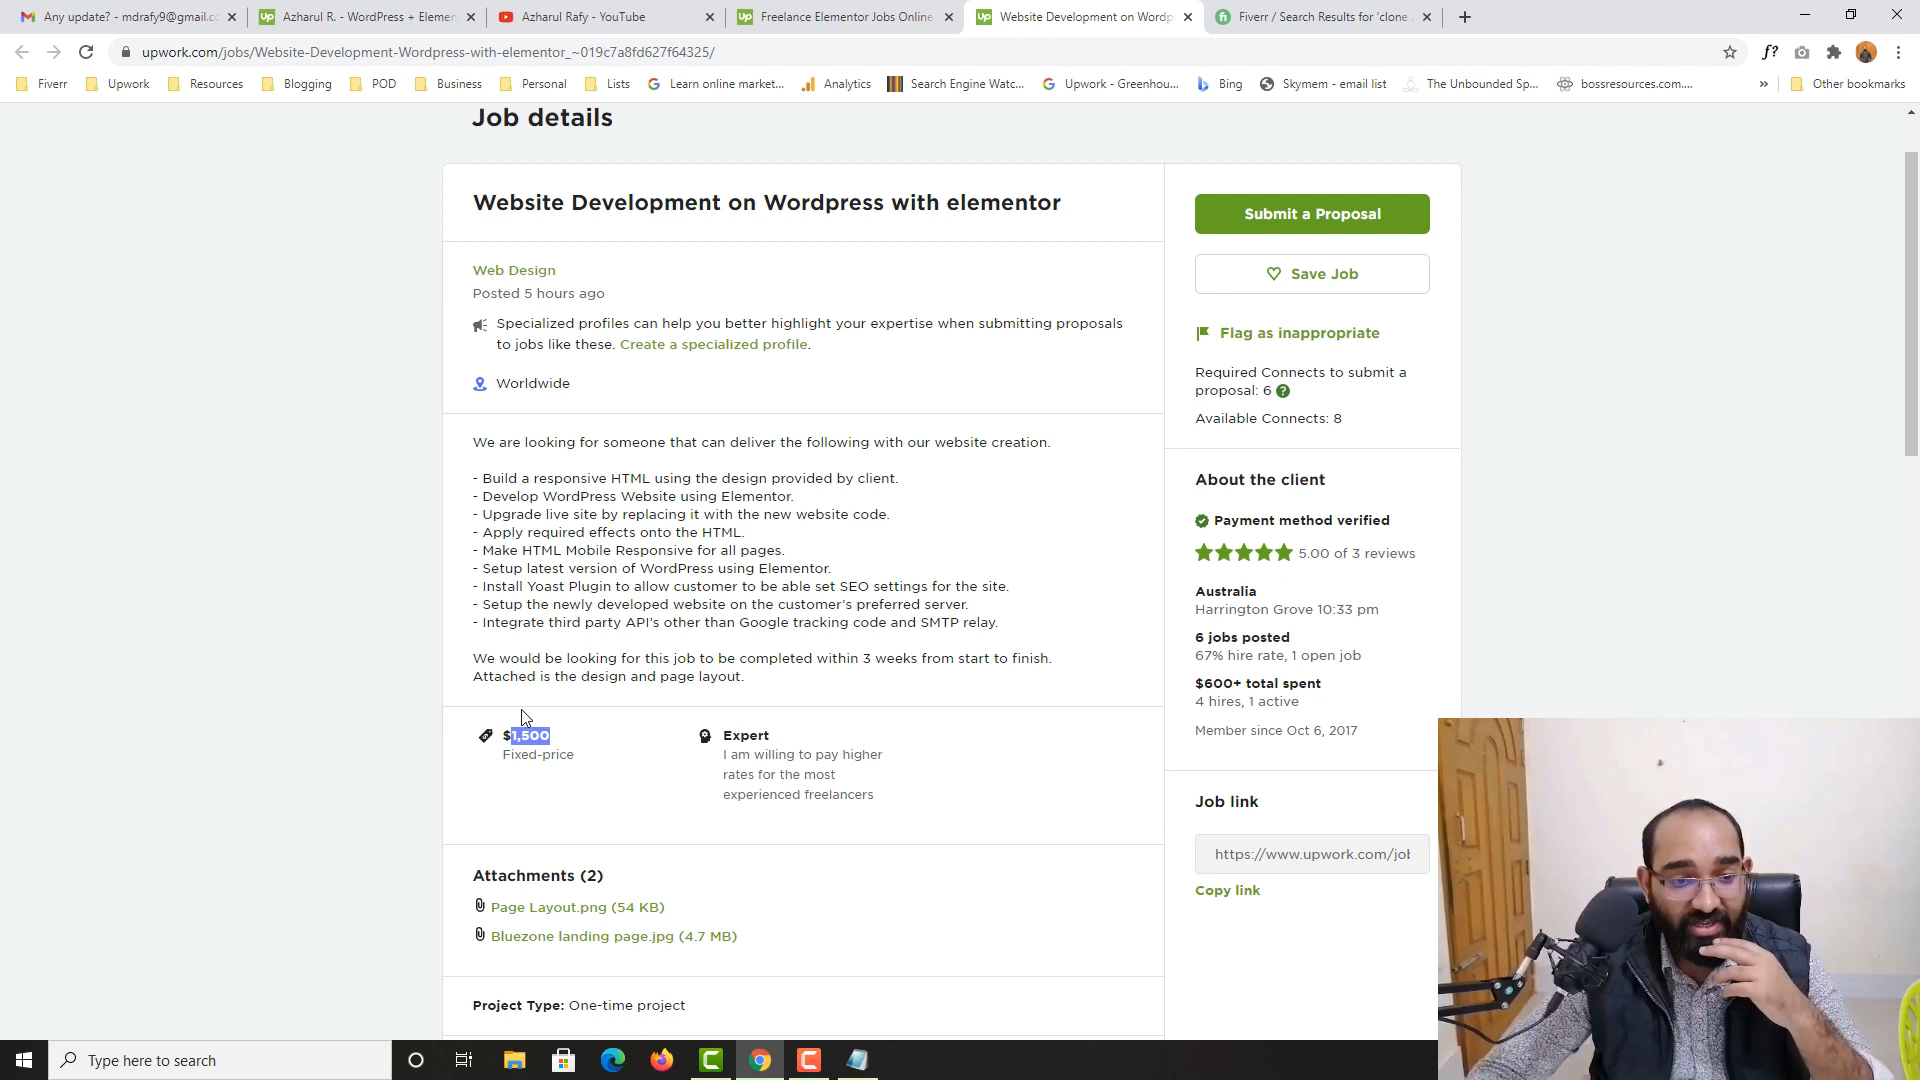 Any update? - mdrafy9@gmail.c
Azharul R. - WordPress + Elemen
Azharul Rafy - YouTube
Freelance Elementor Jobs Online
Website Development on Wordp
Fiverr / Search Results for 'clone
upwork.com/jobs/Website-Development-Wordpress-with-elementor_~019c7a8fd627f64325/
Fiverr
Upwork
Resources
Blogging
POD
Business
Personal
Lists
Learn online market...
Analytics
Search Engine Watc...
Upwork - Greenhou...
Bing
Skymem - email list
The Unbounded Sp...
bossresources.com....
Other bookmarks
Job details
Website Development on Wordpress with elementor
Web Design
Posted 5 hours ago
Specialized profiles can help you better highlight your expertise when submitting proposals
to jobs like these. Create a specialized profile.
Worldwide
We are looking for someone that can deliver the following with our website creation.
- Build a responsive HTML using the design provided by client.
- Develop WordPress Website using Elementor.
- Upgrade live site by replacing it with the new website code.
- Apply required effects onto the HTML.
- Make HTML Mobile Responsive for all pages.
- Setup latest version of WordPress using Elementor.
- Install Yoast Plugin to allow customer to be able set SEO settings for the site.
- Setup the newly developed website on the customer's preferred server.
- Integrate third party API's other than Google tracking code and SMTP relay.
We would be looking for this job to be completed within 3 weeks from start to finish.
Attached is the design and page layout.
$1,500
Fixed-price
Expert
I am willing to pay higher
rates for the most
experienced freelancers
Attachments (2)
Page Layout.png (54 KB)
Bluezone landing page.jpg (4.7 MB)
Project Type: One-time project
Submit a Proposal
Save Job
Flag as inappropriate
Required Connects to submit a
proposal: 6
Available Connects: 8
About the client
Payment method verified
5.00 of 3 reviews
Australia
Harrington Grove 10:33 pm
6 jobs posted
67% hire rate, 1 open job
$600+ total spent
4 hires, 1 active
Member since Oct 6, 2017
Job link
https://www.upwork.com/jol
Copy link
Type here to search